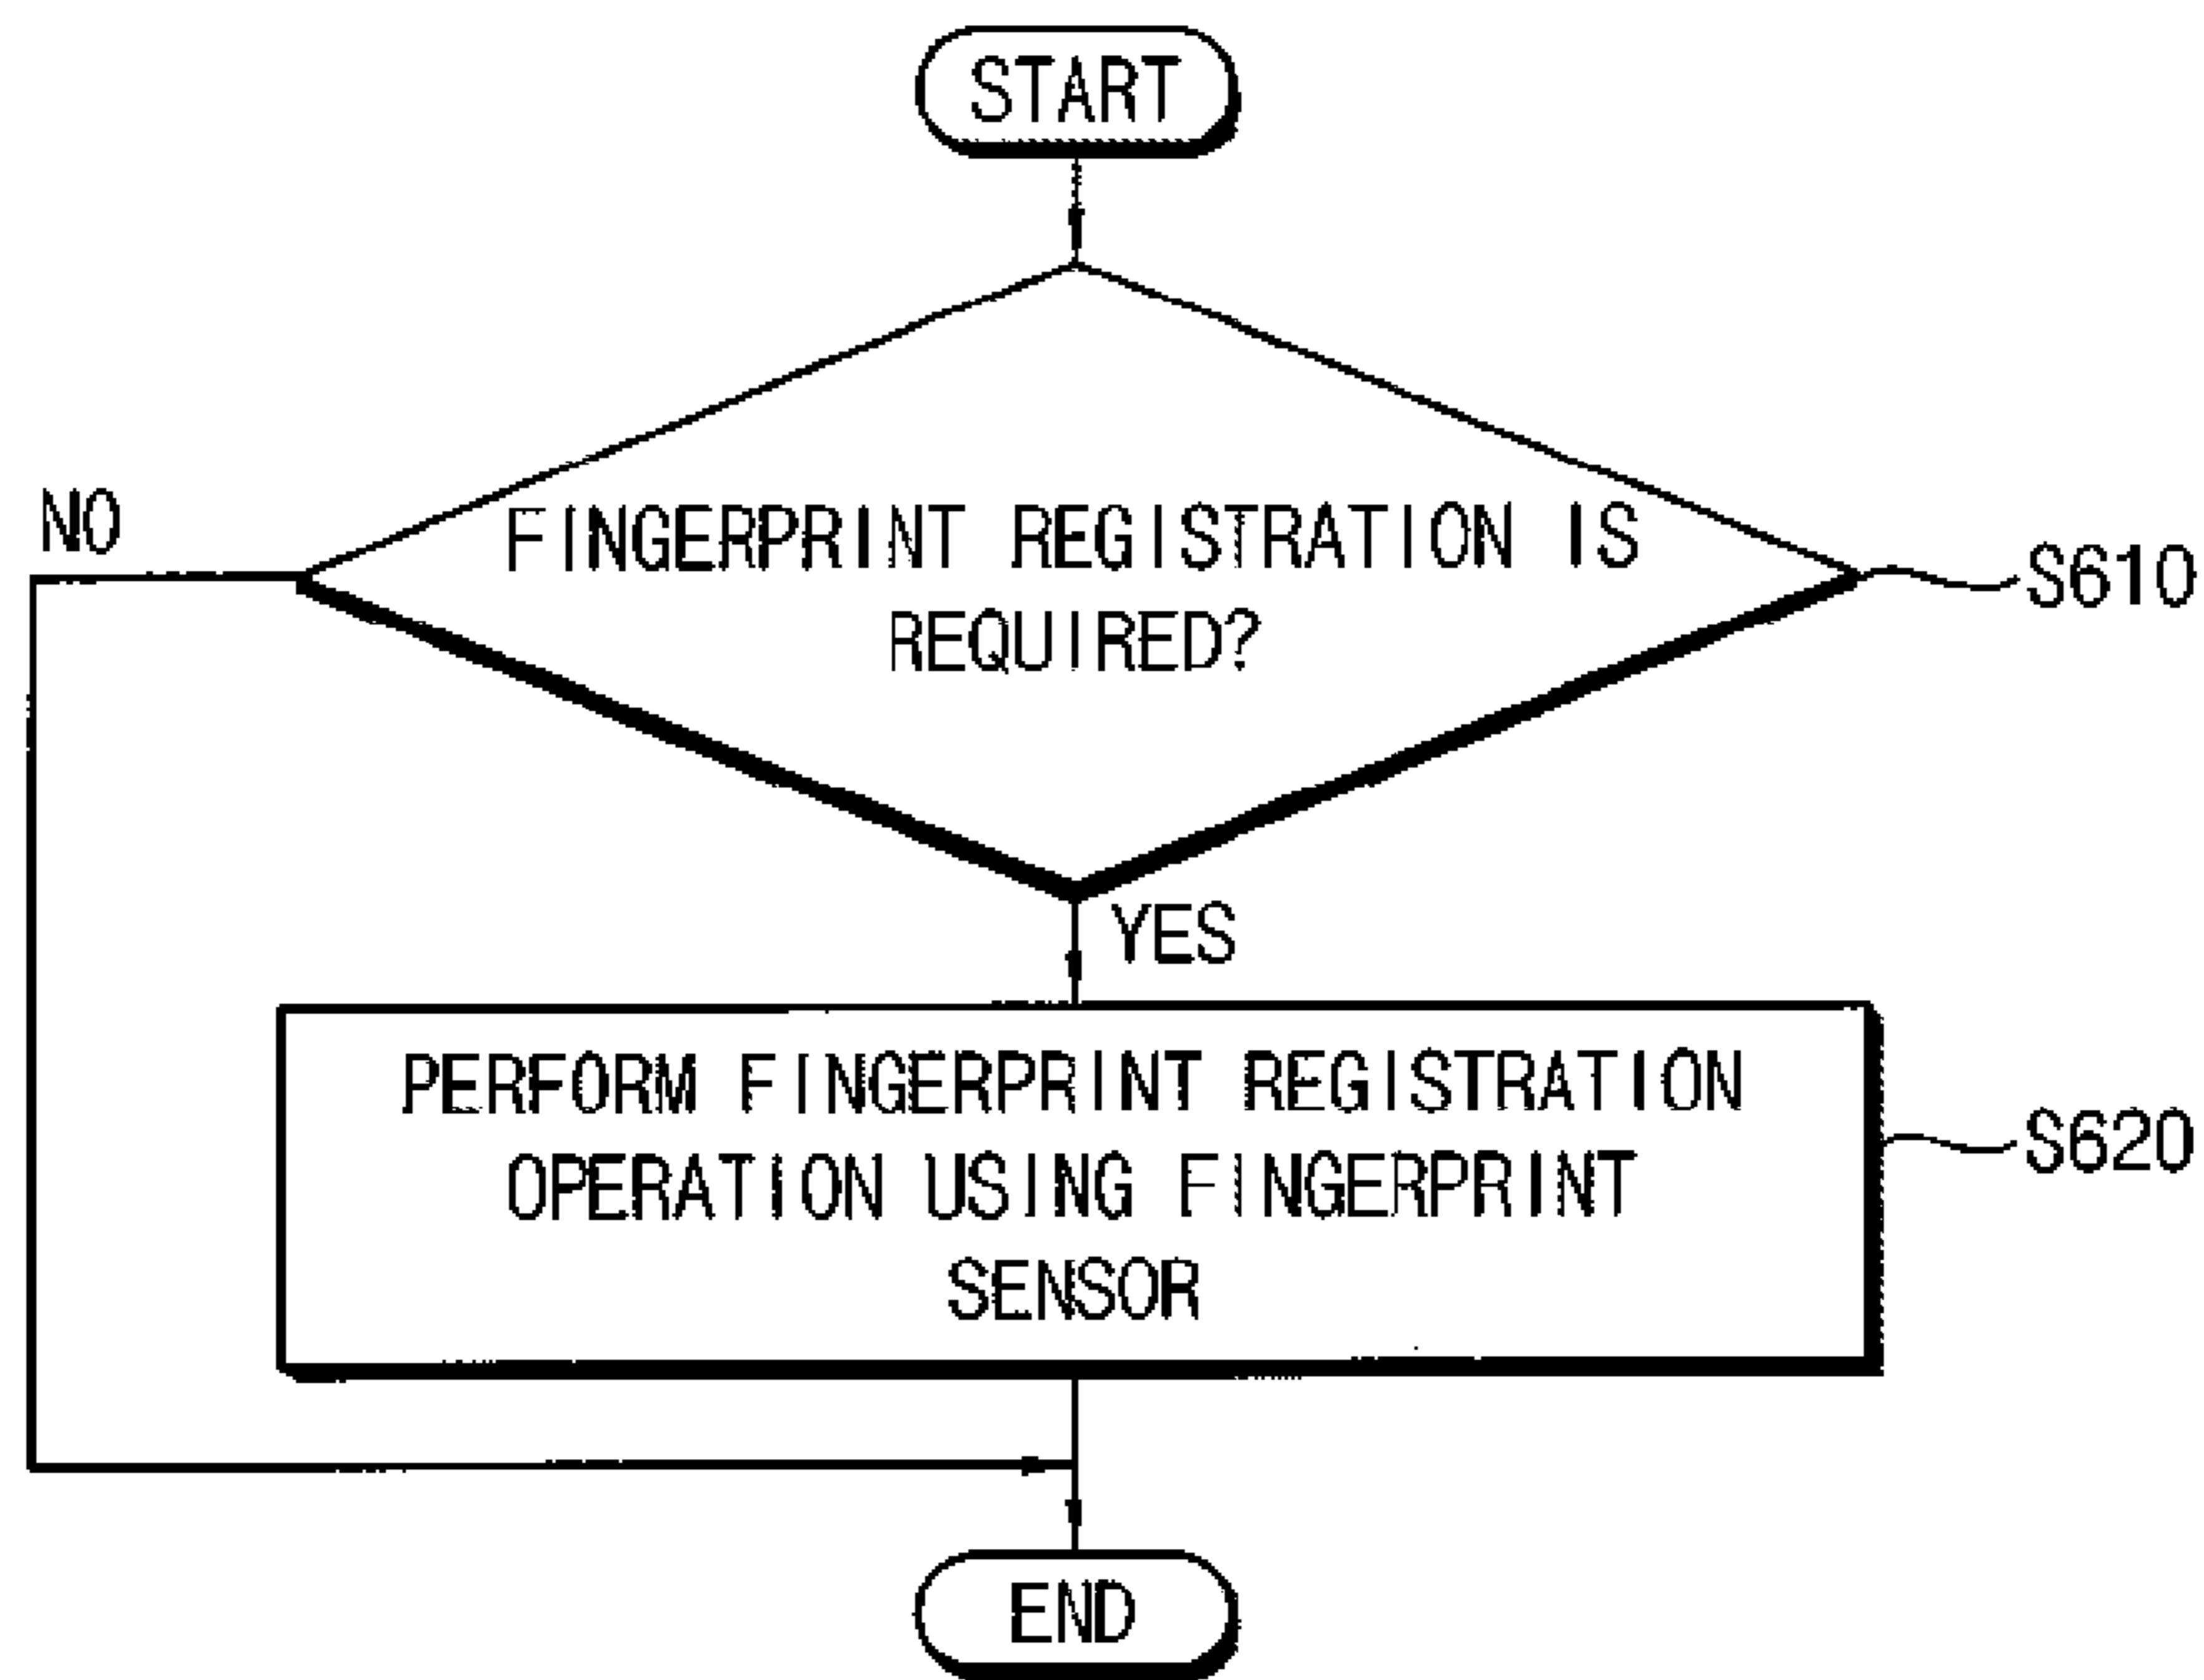 START
NO
FINGERPRINT REGISTRATION IS
REQUIRED?
S610
YES
PERFORM FINGERPRINT REGISTRATION
OPERATION USING FINGERPRINT
SENSOR
S620
END